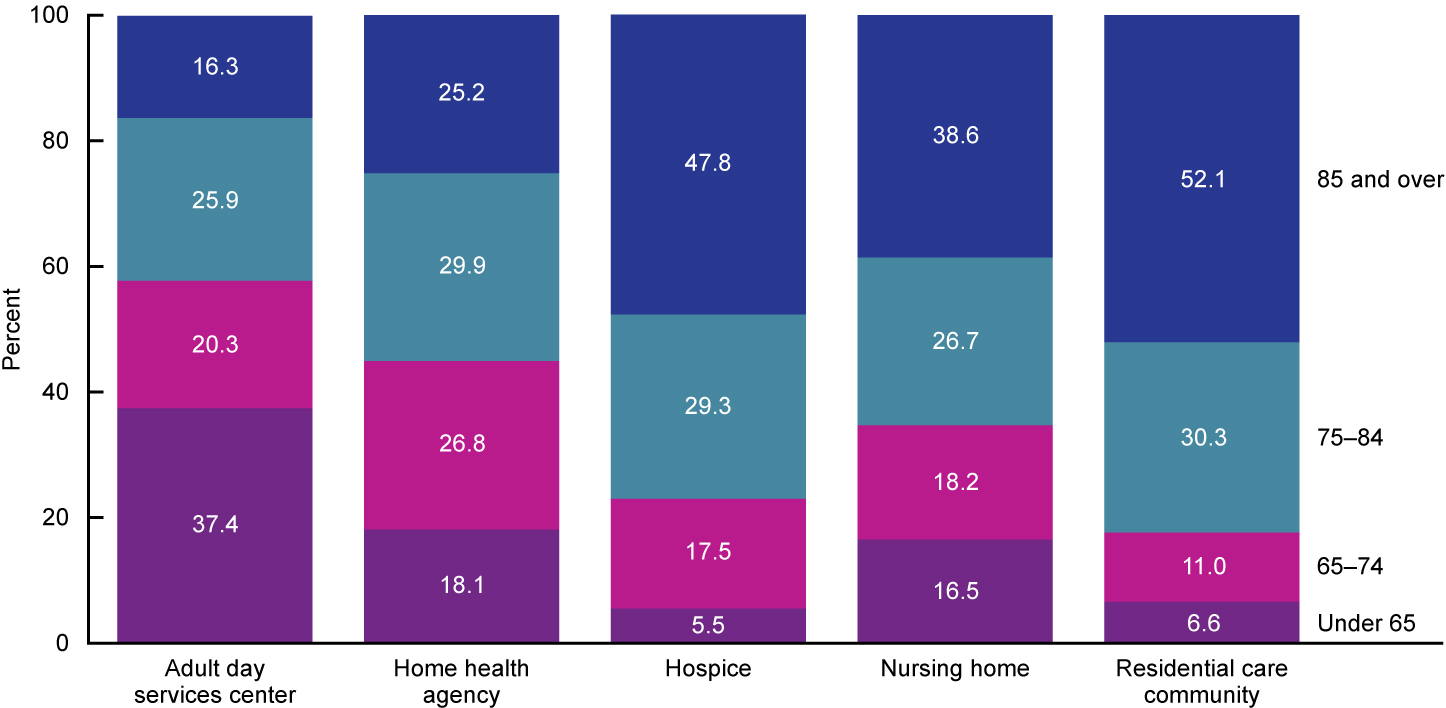 Percent
100
80
60
40
20
0
16.3
25.9
20.3
37.4
25.2
29.9
26.8
18.1
47.8
29.3
17.5
5.5
38.6
26.7
18.2
16.5
52.1
30.3
11.0
6.6
85 and over
75–84
65–74
Under 65
Adult day
services center
Home health
agency
Hospice
Nursing home
Residential care
community